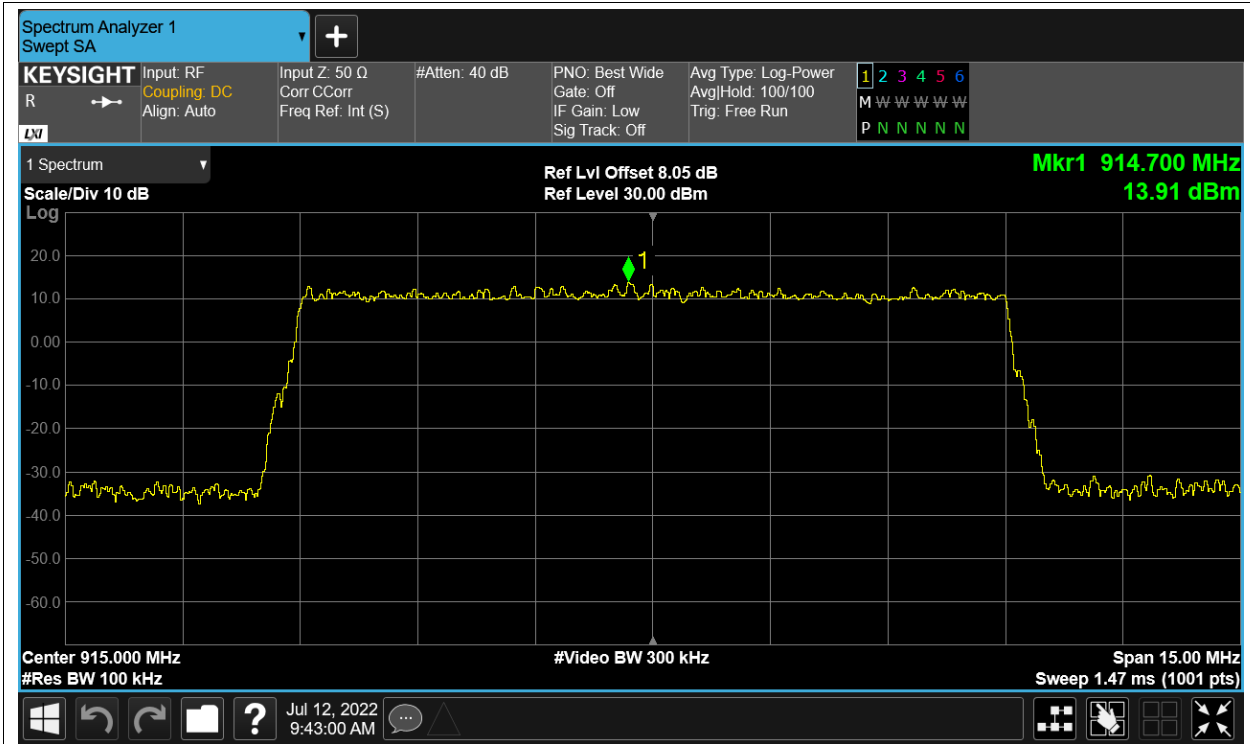 Spectrum Analyzer 1
Swept SA
KEYSIGHT
R
LXI
Input: RF
Coupling: DC
Align: Auto
Input Z: 50 Ω
Corr CCorr
Freq Ref: Int (S)
#Atten: 40 dB
PNO: Best Wide
Gate: Off
IF Gain: Low
Sig Track: Off
Avg Type: Log-Power
Avg|Hold: 100/100
Trig: Free Run
1 2 3 4 5 6
M W W W W W
P N N N N N
1 Spectrum
Scale/Div 10 dB
Log
Ref Lvl Offset 8.05 dB
Ref Level 30.00 dBm
Mkr1 914.700 MHz
13.91 dBm
1
20.0
10.0
0.00
-10.0
-20.0
-30.0
-40.0
-50.0
-60.0
Center 915.000 MHz
#Res BW 100 kHz
#Video BW 300 kHz
Span 15.00 MHz
Sweep 1.47 ms (1001 pts)
?
Jul 12, 2022
9:43:00 AM